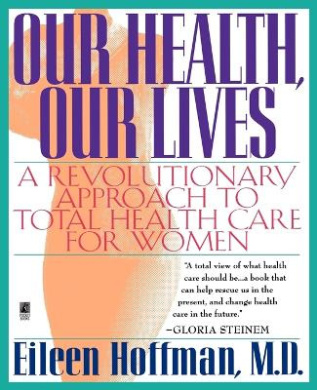 OUR HEALTH,
OUR LIVES
A REVOLUTIONARY
APPROACH TO
TOTAL HEALTH CARE
FOR WOMEN
"A total view of what health
care should be...a book that
can help rescue us in the
present, and change health
care in the future."
—GLORIA STEINEM
Eileen Hoffman, M.D.